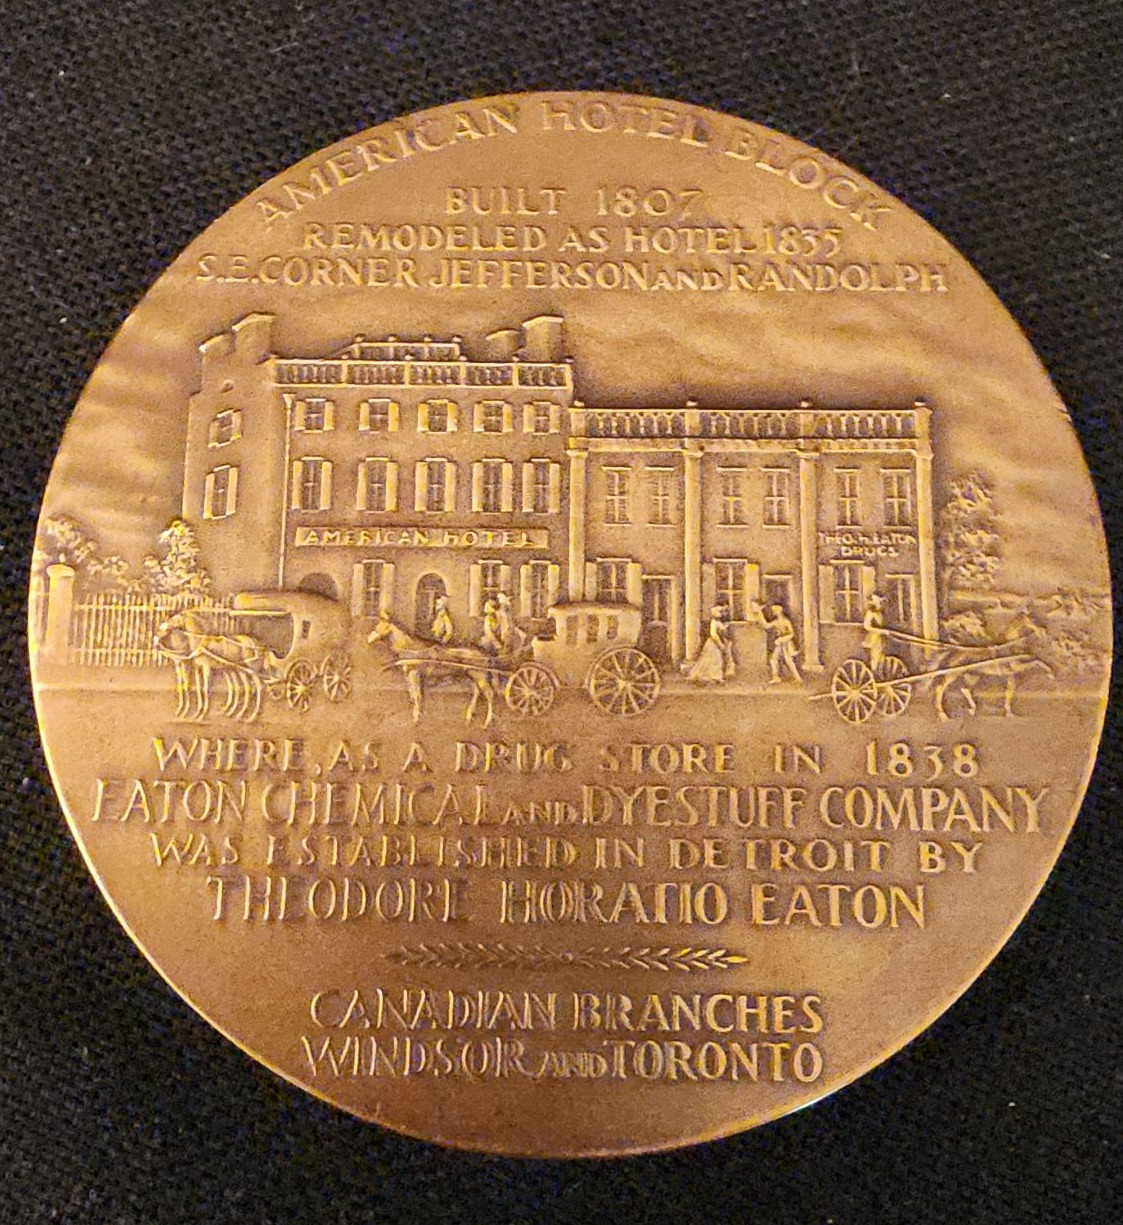 AMERICAN HOTEL BLOCK
BUILT 1807
REMODELED AS HOTEL 1835
S.E. CORNER JEFFERSON AND RANDOLPH
AMERICAN HOTEL
THEO. H. EATON
DRUGS
WHERE, AS A DRUG STORE IN 1838
EATON CHEMICAL AND DYESTUFF COMPANY
WAS ESTABLISHED IN DETROIT BY
THEODORE HORATIO EATON
CANADIAN BRANCHES
WINDSOR AND TORONTO